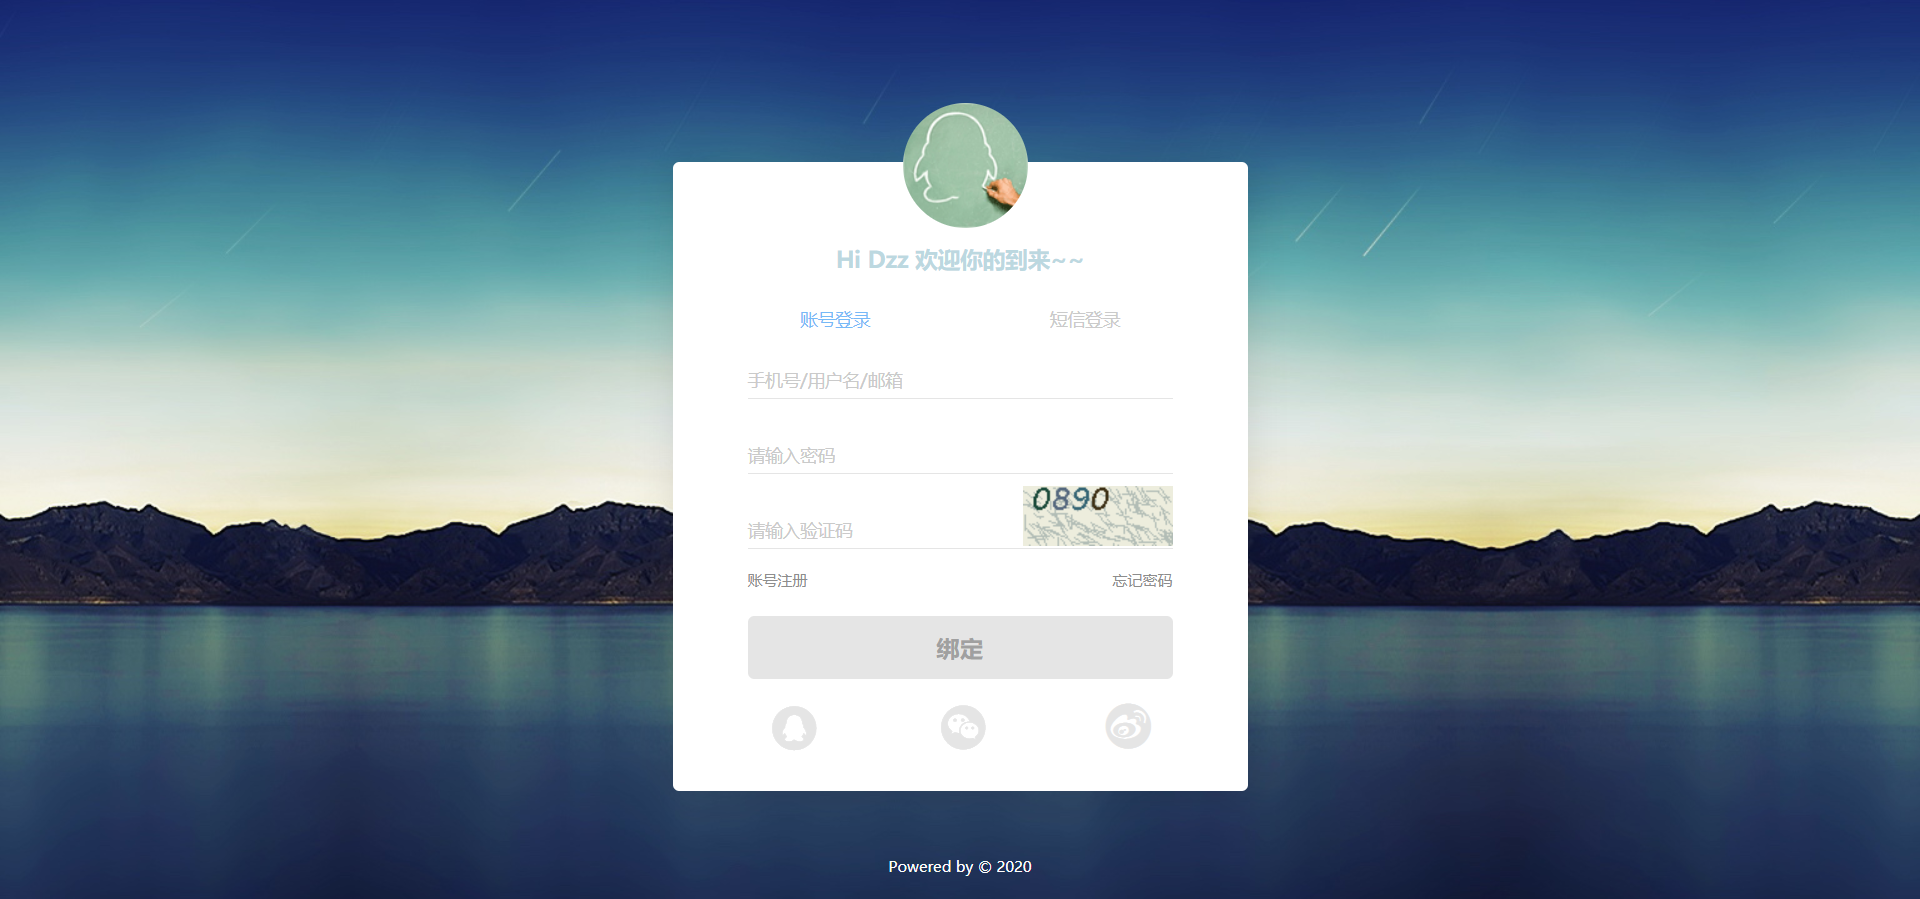 Hi Dzz 欢迎你的到来~~
账号登录 短信登录
手机号/用户名/邮箱
请输入密码
0890
请输入验证码
账号注册 忘记密码
绑定
Powered by © 2020